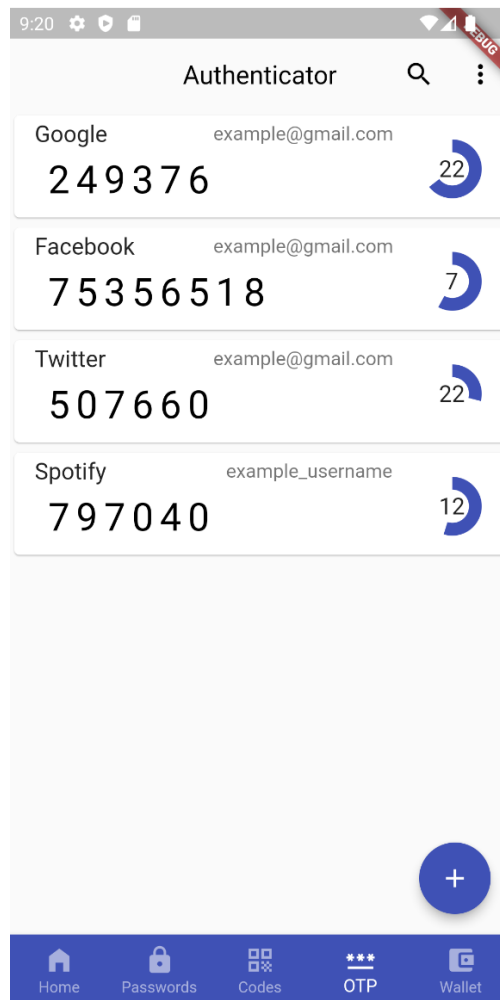 9:20
DEBUG
Authenticator
Google example@gmail.com
249376
22
Facebook example@gmail.com
75356518
7
Twitter example@gmail.com
507660
22
Spotify example_username
797040
12
+
Home Passwords Codes OTP Wallet